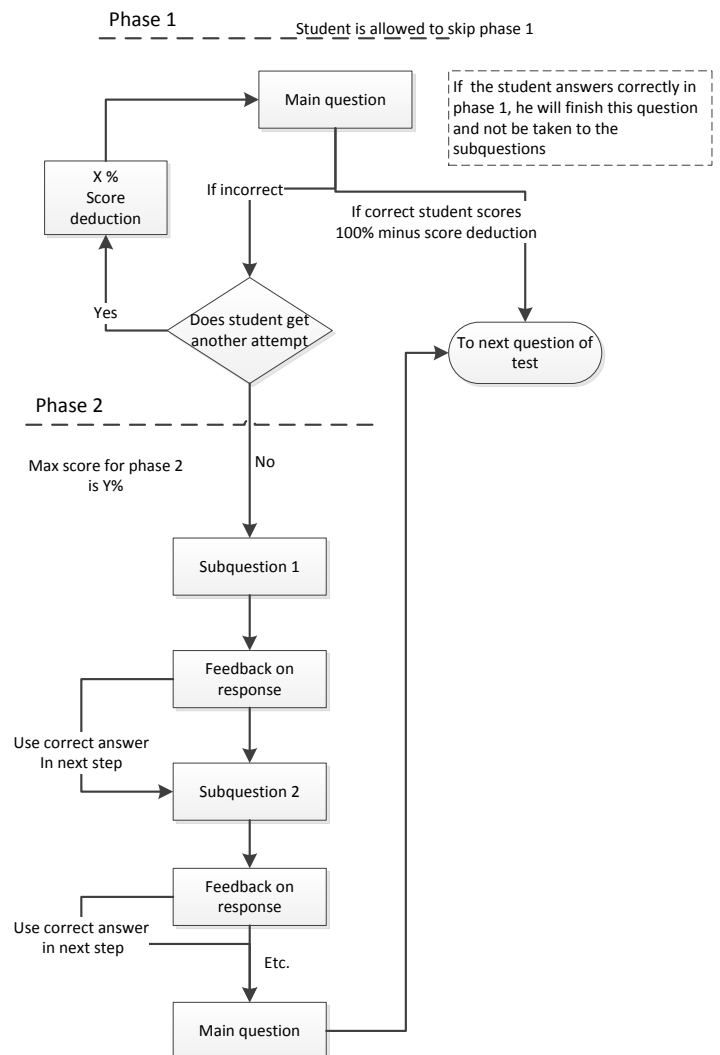 Phase 1
Student is allowed to skip phase 1
Main question
If  the student answers correctly in
phase 1, he will finish this question
and not be taken to the
subquestions
X %
Score
deduction
If incorrect
If correct student scores
100% minus score deduction
Yes
Does student get
another attempt
To next question of
test
Phase 2
Max score for phase 2
is Y%
No
Subquestion 1
Feedback on
response
Use correct answer
In next step
Subquestion 2
Feedback on
response
Use correct answer
in next step
Etc.
Main question